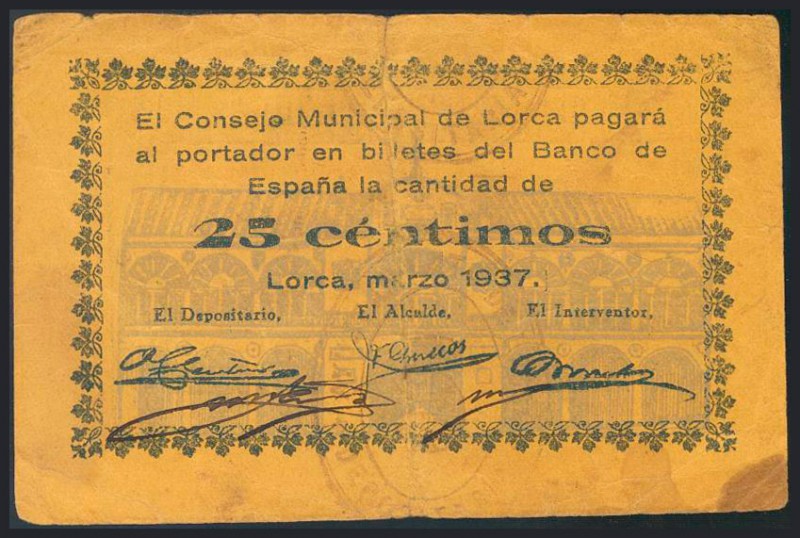 El Consejo Municipal de Lorca pagará
al portador en billetes del Banco de
España la cantidad de
25 céntimos
Lorca, marzo 1937.
El Depositario, El Alcalde, El Interventor,